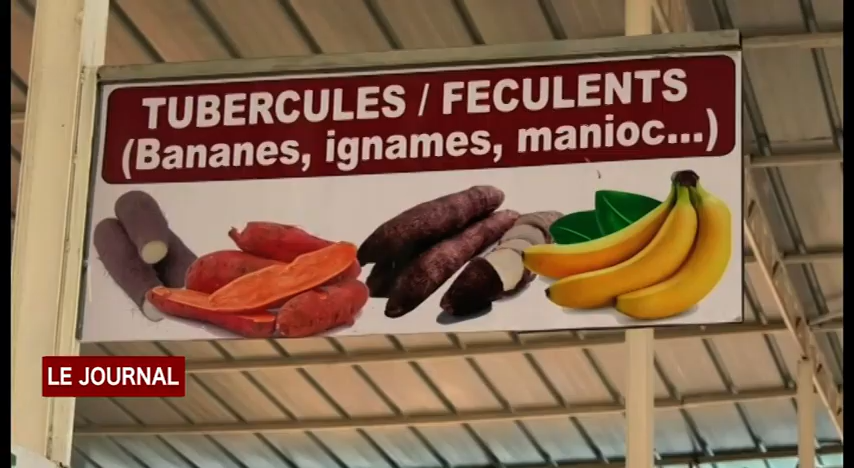 TUBERCULES / FECULENTS
(Bananes, ignames, manioc...)
LE JOURNAL